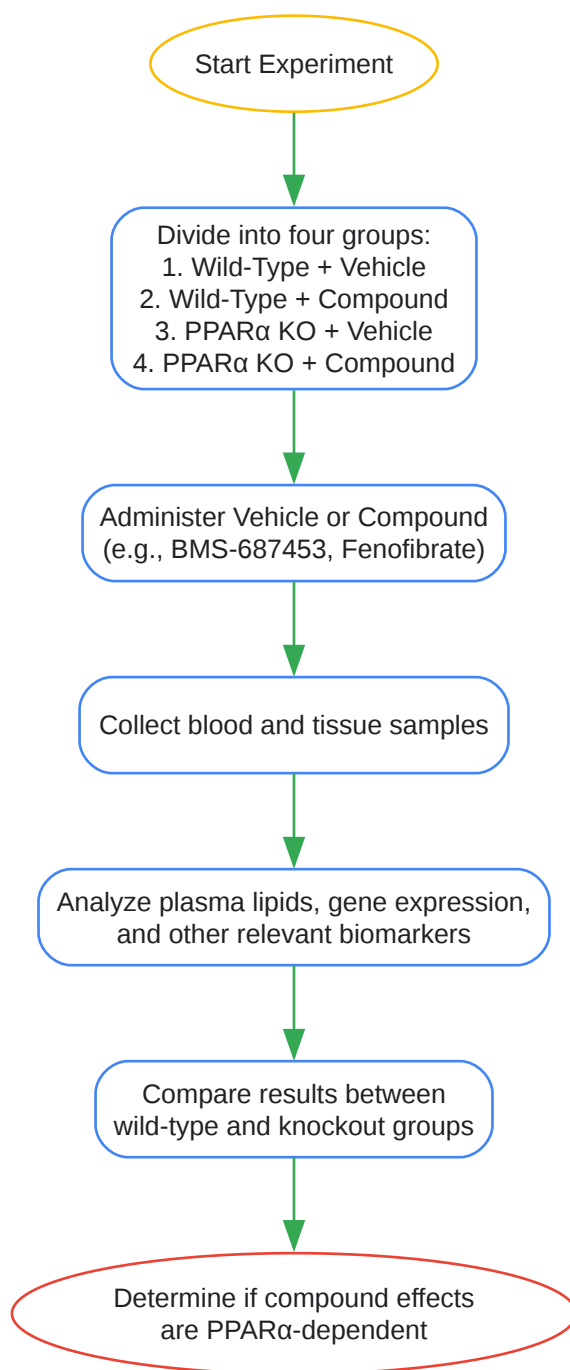 Start Experiment
Divide into four groups:
1. Wild-Type + Vehicle
2. Wild-Type + Compound
3. PPARα KO + Vehicle
4. PPARα KO + Compound
Administer Vehicle or Compound
(e.g., BMS-687453, Fenofibrate)
Collect blood and tissue samples
Analyze plasma lipids, gene expression,
and other relevant biomarkers
Compare results between
wild-type and knockout groups
Determine if compound effects
are PPARα-dependent